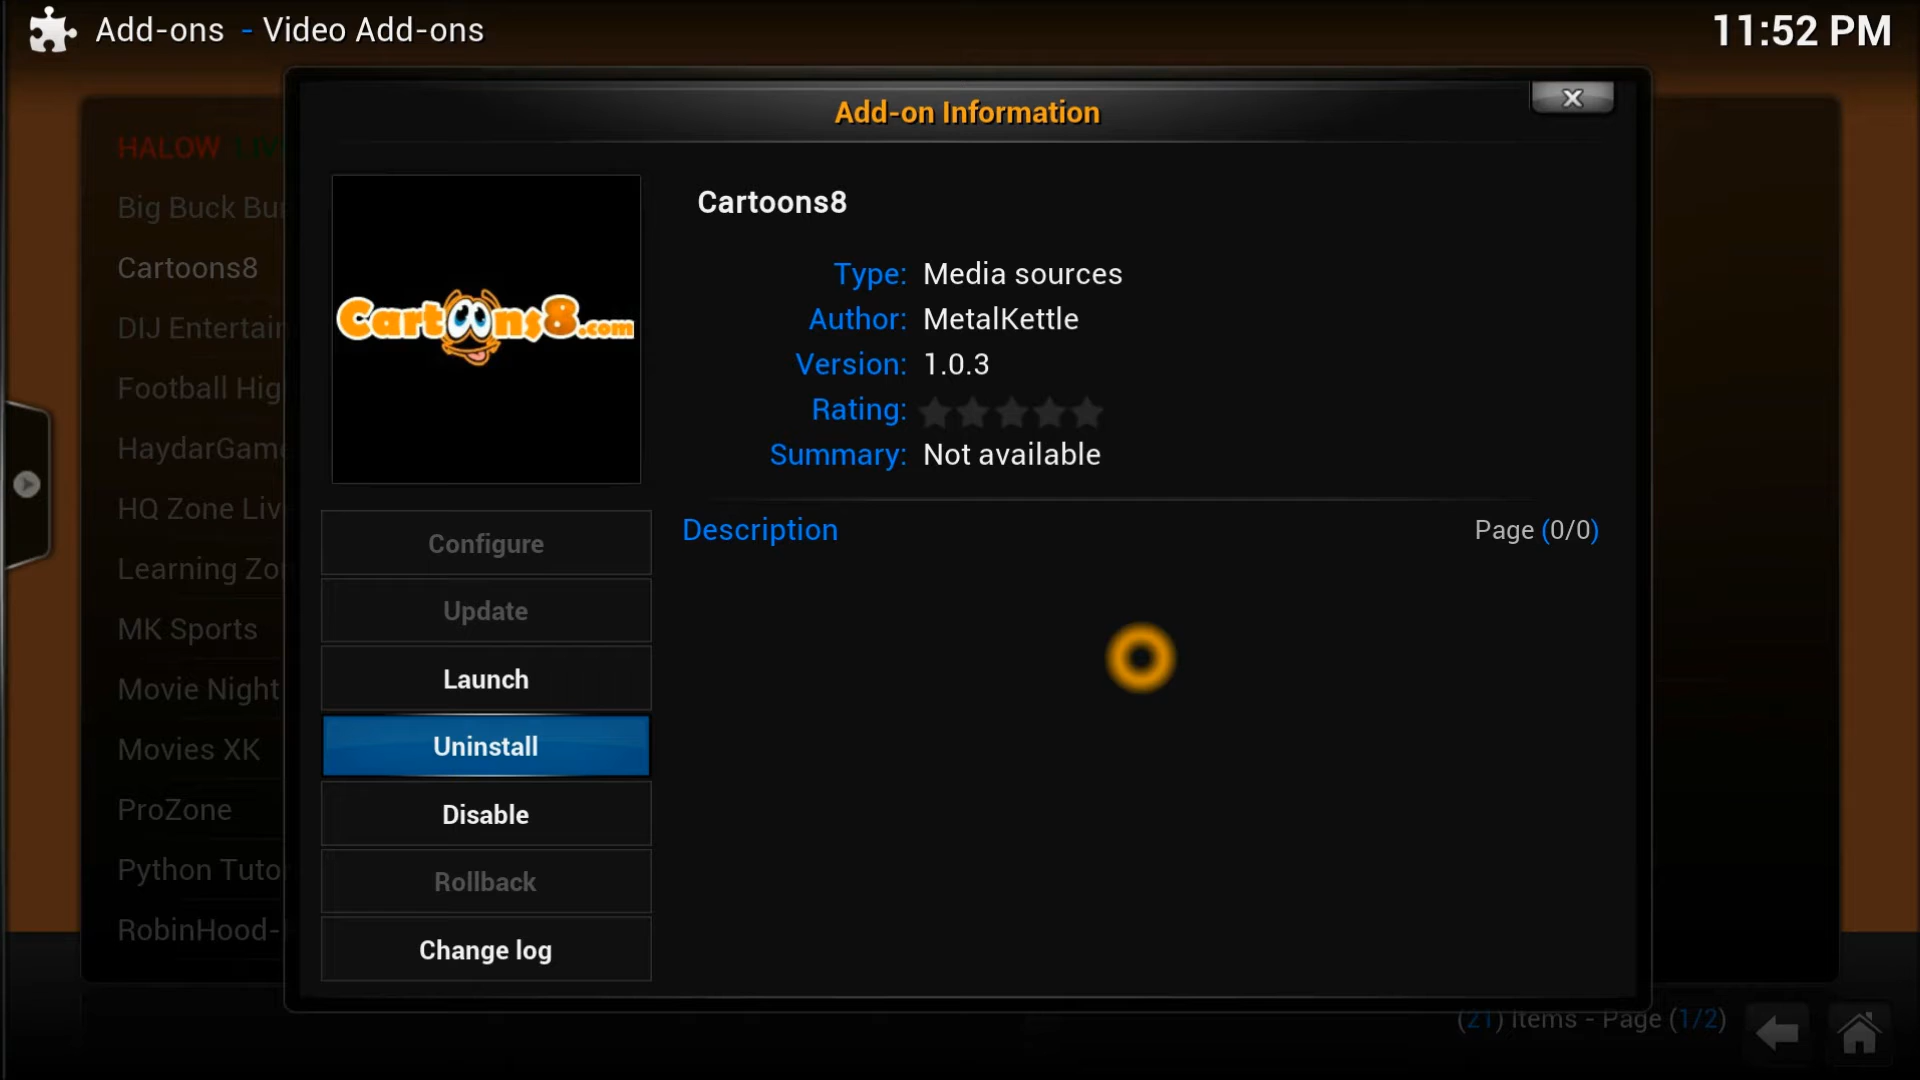 Add-ons - Video Add-ons
11:52 PM
Add-on Information
x
HALOW LIV
Big Buck Bu
Cartoons8
DIJ Entertain
Football Hig
HaydarGam
HQ Zone Liv
Learning Zo
MK Sports
Movie Night
Movies XK
ProZone
Python Tuto
RobinHood-
Cartoons8.com
Cartoons8
Type: Media sources
Author: MetalKettle
Version: 1.0.3
Rating:
Summary: Not available
Description
Page (0/0)
Configure
Update
Launch
Uninstall
Disable
Rollback
Change log
(21) Items - Page (1/2)